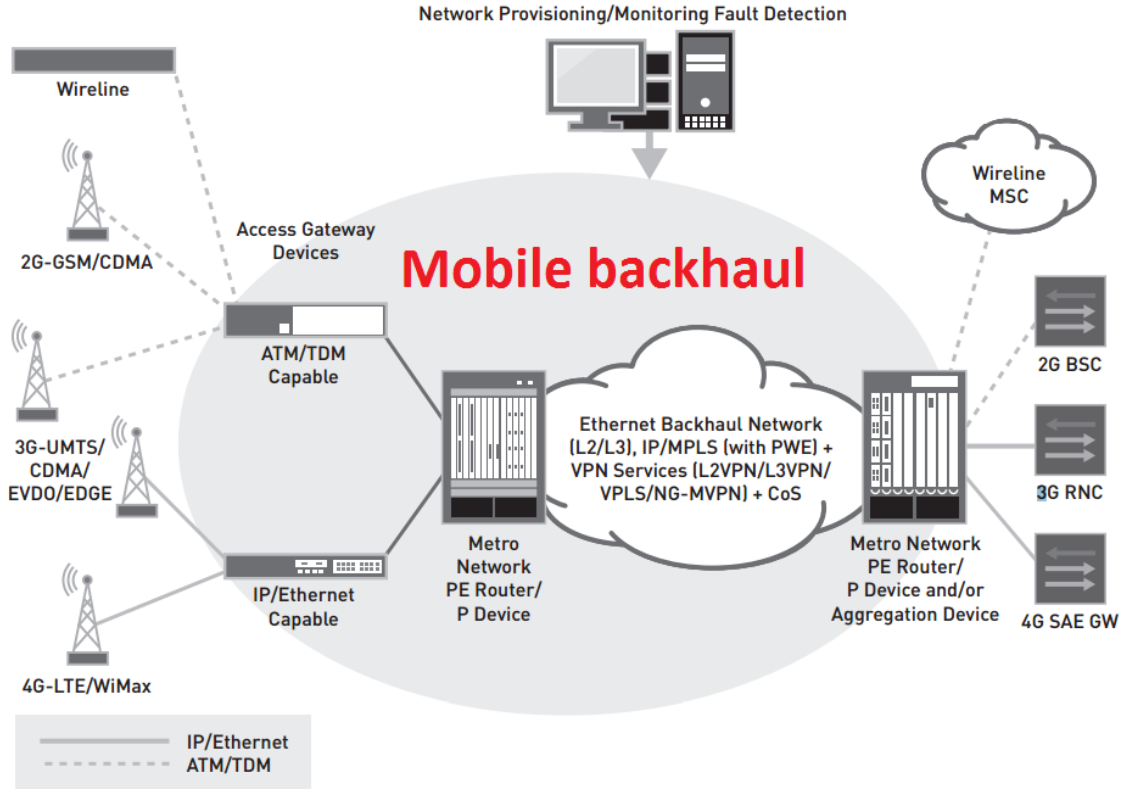 Network Provisioning/Monitoring Fault Detection
Wireline
2G-GSM/CDMA
3G-UMTS/
CDMA/
EVDO/EDGE
4G-LTE/WiMax
Access Gateway
Devices
Mobile backhaul
ATM/TDM
Capable
IP/Ethernet
Capable
Metro
Network
PE Router/
P Device
Ethernet Backhaul Network
(L2/L3), IP/MPLS (with PWE) +
VPN Services (L2VPN/L3VPN/
VPLS/NG-MVPN) + CoS
Metro Network
PE Router/
P Device and/or
Aggregation Device
Wireline
MSC
2G BSC
3G RNC
4G SAE GW
IP/Ethernet
ATM/TDM